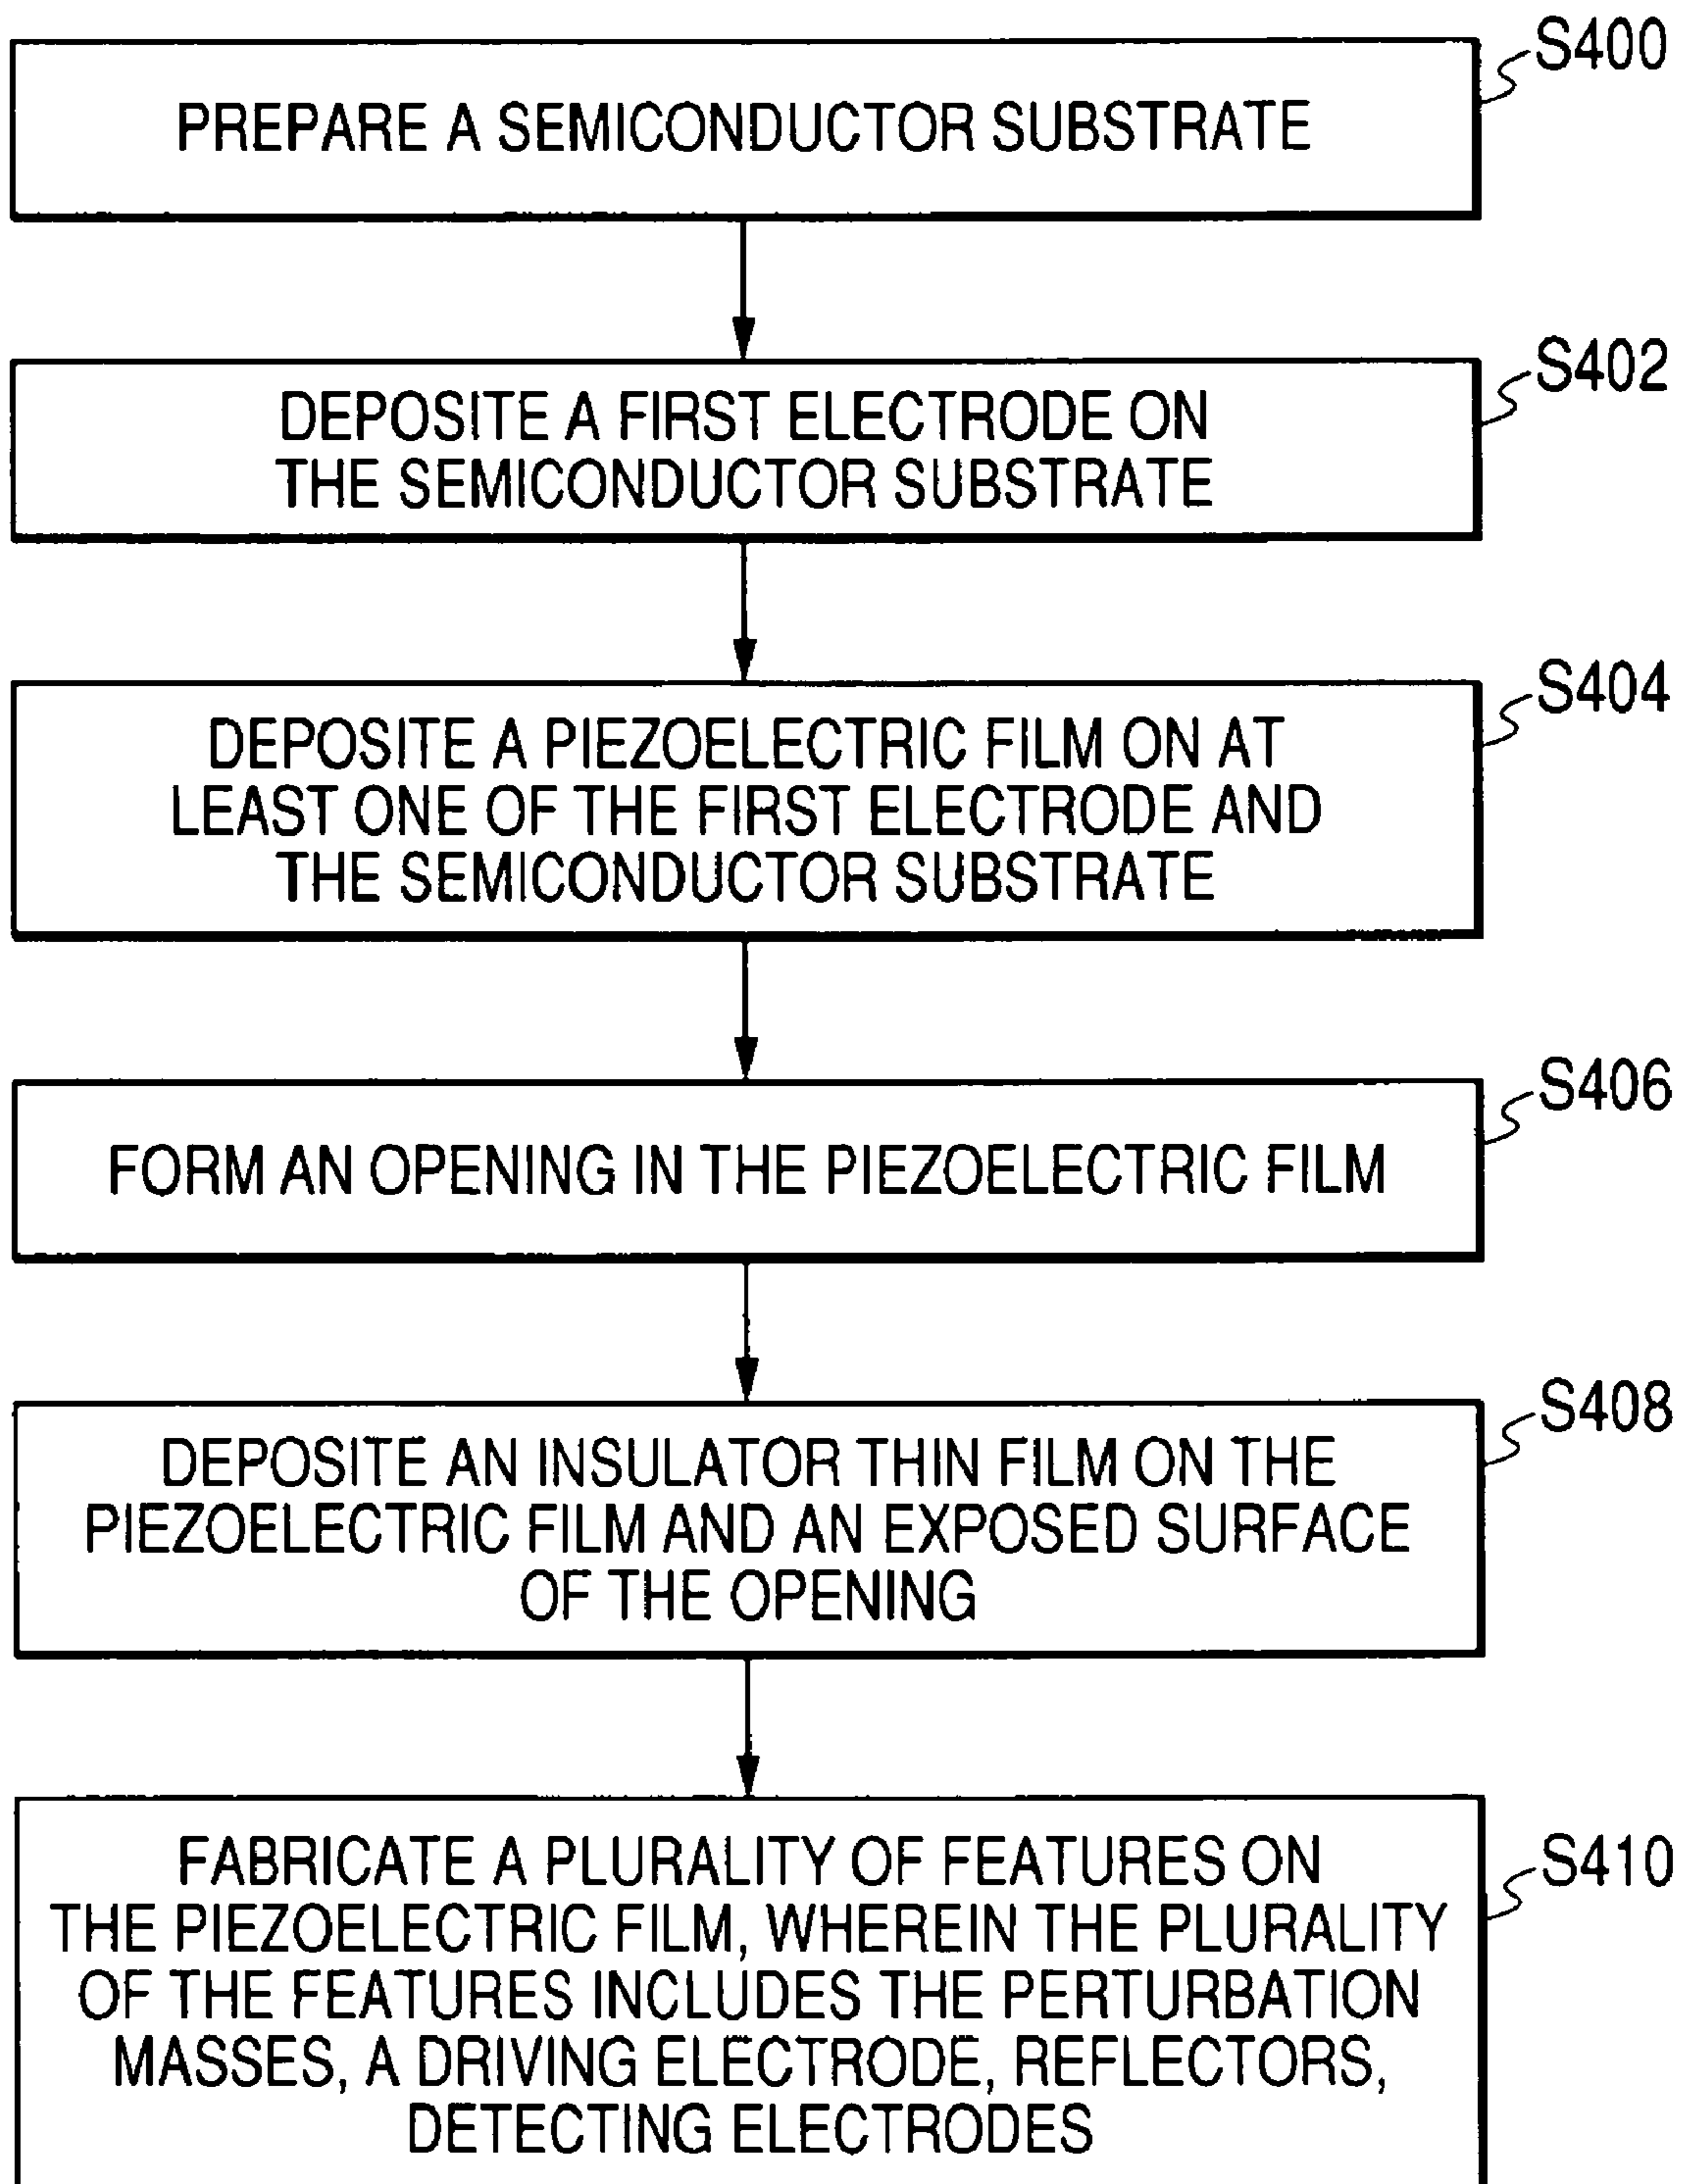 S400
PREPARE A SEMICONDUCTOR SUBSTRATE
S402
DEPOSITE A FIRST ELECTRODE ON
THE SEMICONDUCTOR SUBSTRATE
S404
DEPOSITE A PIEZOELECTRIC FILM ON AT
LEAST ONE OF THE FIRST ELECTRODE AND
THE SEMICONDUCTOR SUBSTRATE
S406
FORM AN OPENING IN THE PIEZOELECTRIC FILM
S408
DEPOSITE AN INSULATOR THIN FILM ON THE
PIEZOELECTRIC FILM AND AN EXPOSED SURFACE
OF THE OPENING
S410
FABRICATE A PLURALITY OF FEATURES ON
THE PIEZOELECTRIC FILM, WHEREIN THE PLURALITY
OF THE FEATURES INCLUDES THE PERTURBATION
MASSES, A DRIVING ELECTRODE, REFLECTORS,
DETECTING ELECTRODES